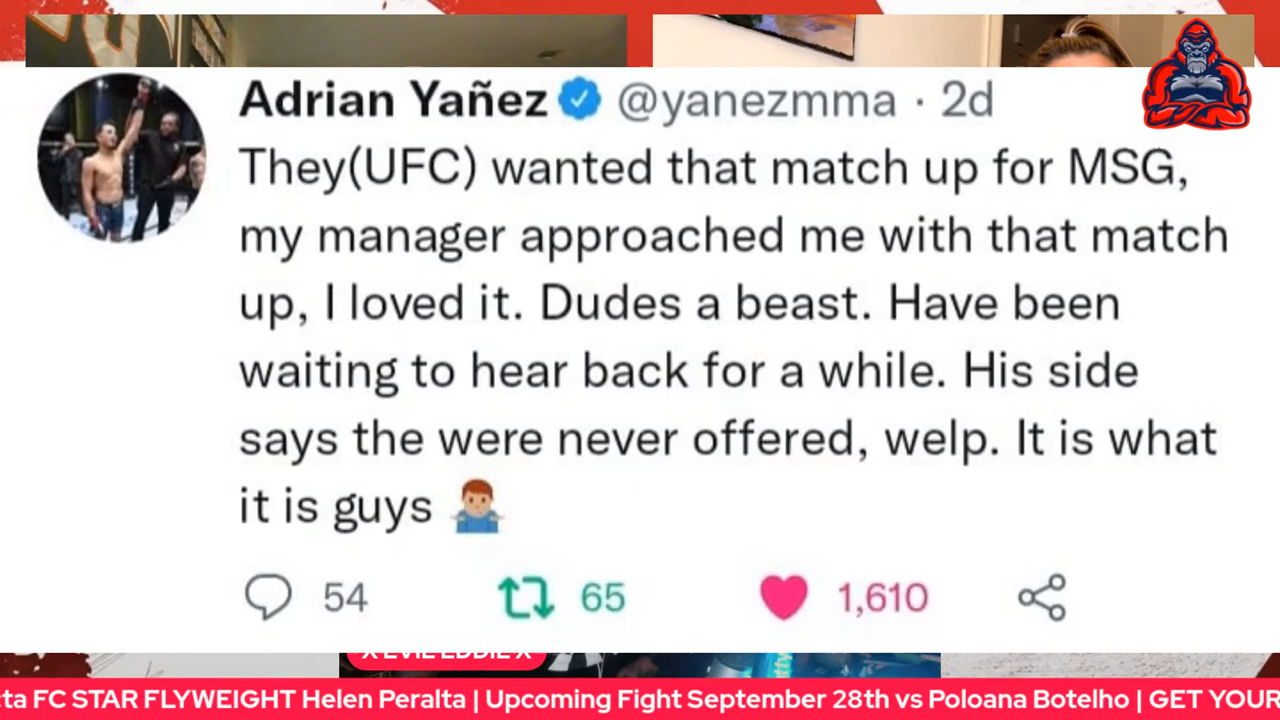 Adrian Yañez @yanezmma · 2d
They(UFC) wanted that match up for MSG,
my manager approached me with that match
up, I loved it. Dudes a beast. Have been
waiting to hear back for a while. His side
says the were never offered, welp. It is what
it is guys 🤷🏽‍♂️
54 65 1,610
X EVIL EDDIE X
cta FC STAR FLYWEIGHT Helen Peralta | Upcoming Fight September 28th vs Poloana Botelho | GET YOUR